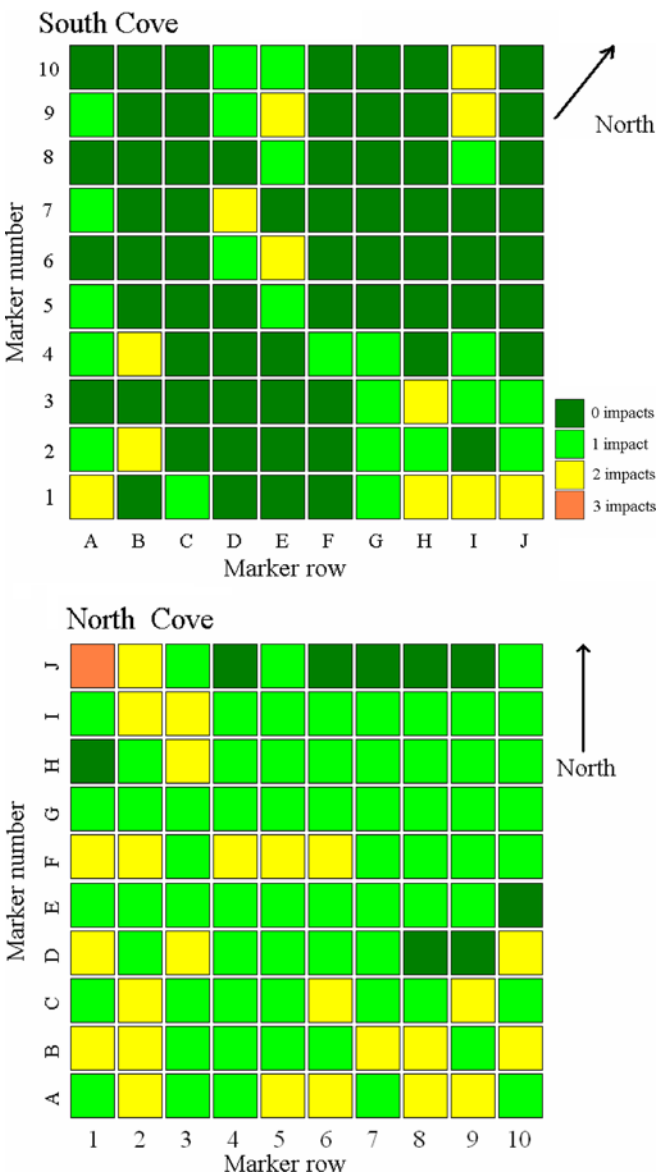 South Cove
10
9
8
7
6
5
4
3
2
1
Marker number
A B C D E F G H I J
Marker row
North
0 impacts
1 impact
2 impacts
3 impacts
North Cove
J
I
H
G
F
E
D
C
B
A
Marker number
1 2 3 4 5 6 7 8 9 10
Marker row
North